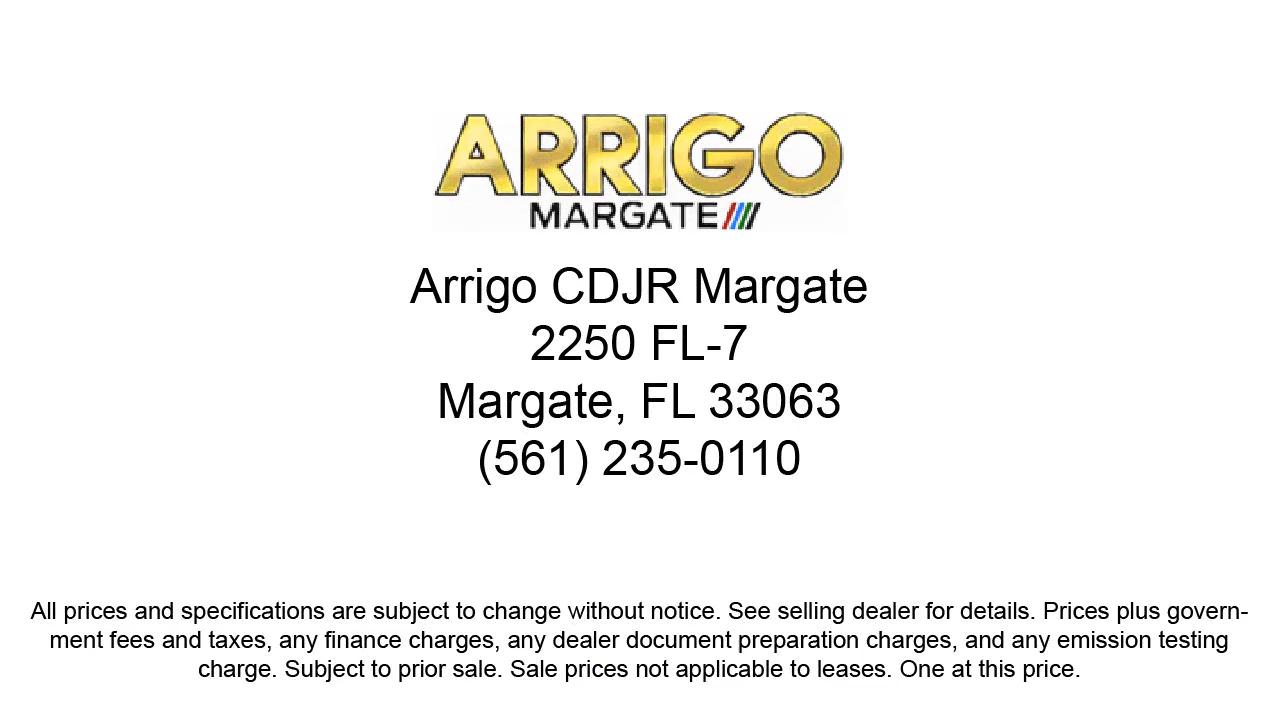 ARRIGO
MARGATE
Arrigo CDJR Margate
2250 FL-7
Margate, FL 33063
(561) 235-0110
All prices and specifications are subject to change without notice. See selling dealer for details. Prices plus govern-
ment fees and taxes, any finance charges, any dealer document preparation charges, and any emission testing
charge. Subject to prior sale. Sale prices not applicable to leases. One at this price.